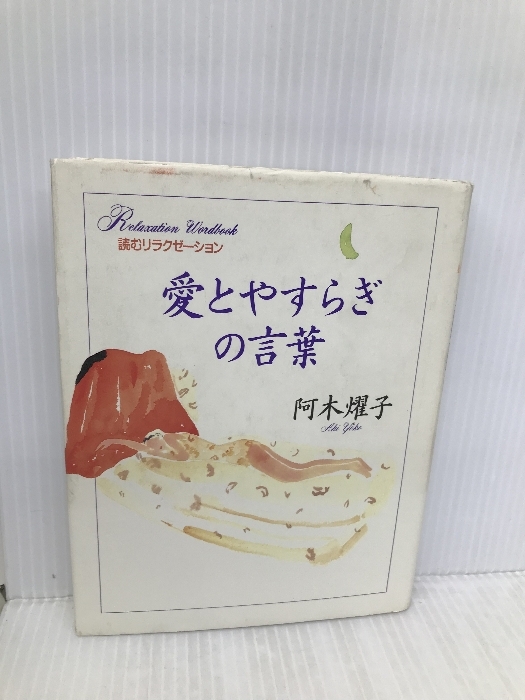 Relaxation Wordbook
読むリラクゼーション
愛とやすらぎ
の言葉
阿木燿子
Aki Yoko